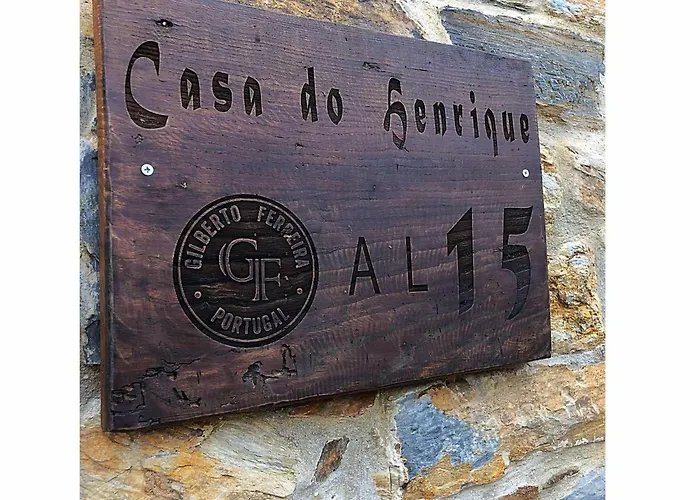 Casa do Henrique
GILBERTO FERREIRA
GF
PORTUGAL
AL 15